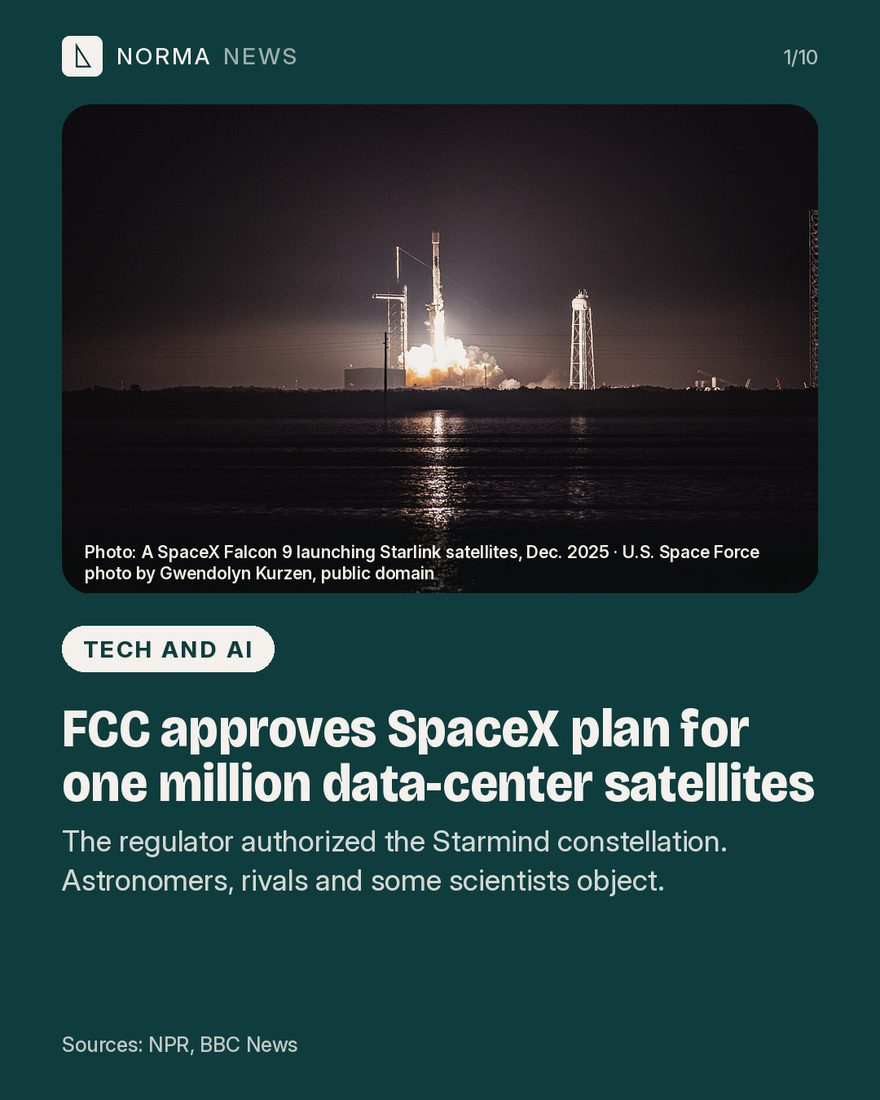 NORMA NEWS
1/10
Photo: A SpaceX Falcon 9 launching Starlink satellites, Dec. 2025 · U.S. Space Force
photo by Gwendolyn Kurzen, public domain
TECH AND AI
FCC approves SpaceX plan for
one million data-center satellites
The regulator authorized the Starmind constellation.
Astronomers, rivals and some scientists object.
Sources: NPR, BBC News